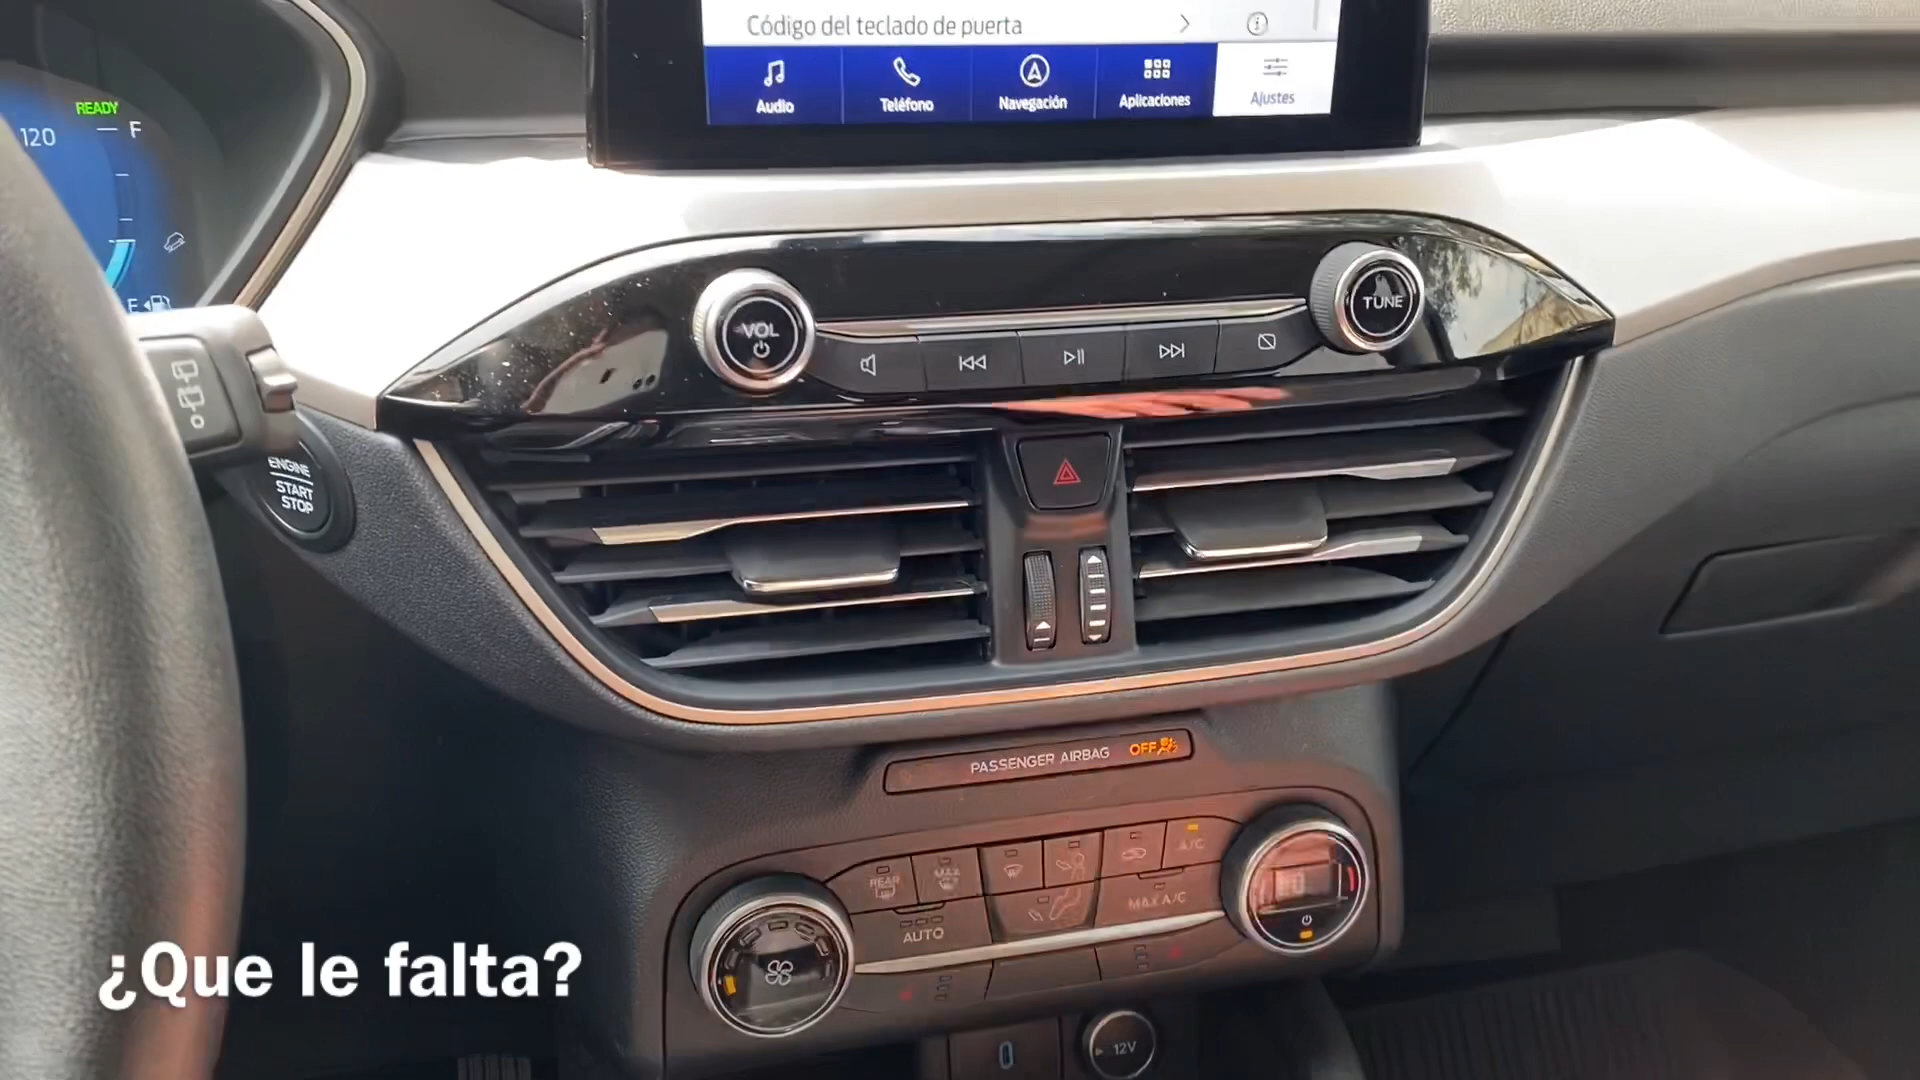 Código del teclado de puerta
Audio
Teléfono
Navegación
Aplicaciones
Ajustes
READY
120
F
E
VOL
TUNE
ENGINE
START
STOP
PASSENGER AIRBAG OFF
REAR
MAX
A/C
MAX A/C
AUTO
12V
¿Que le falta?